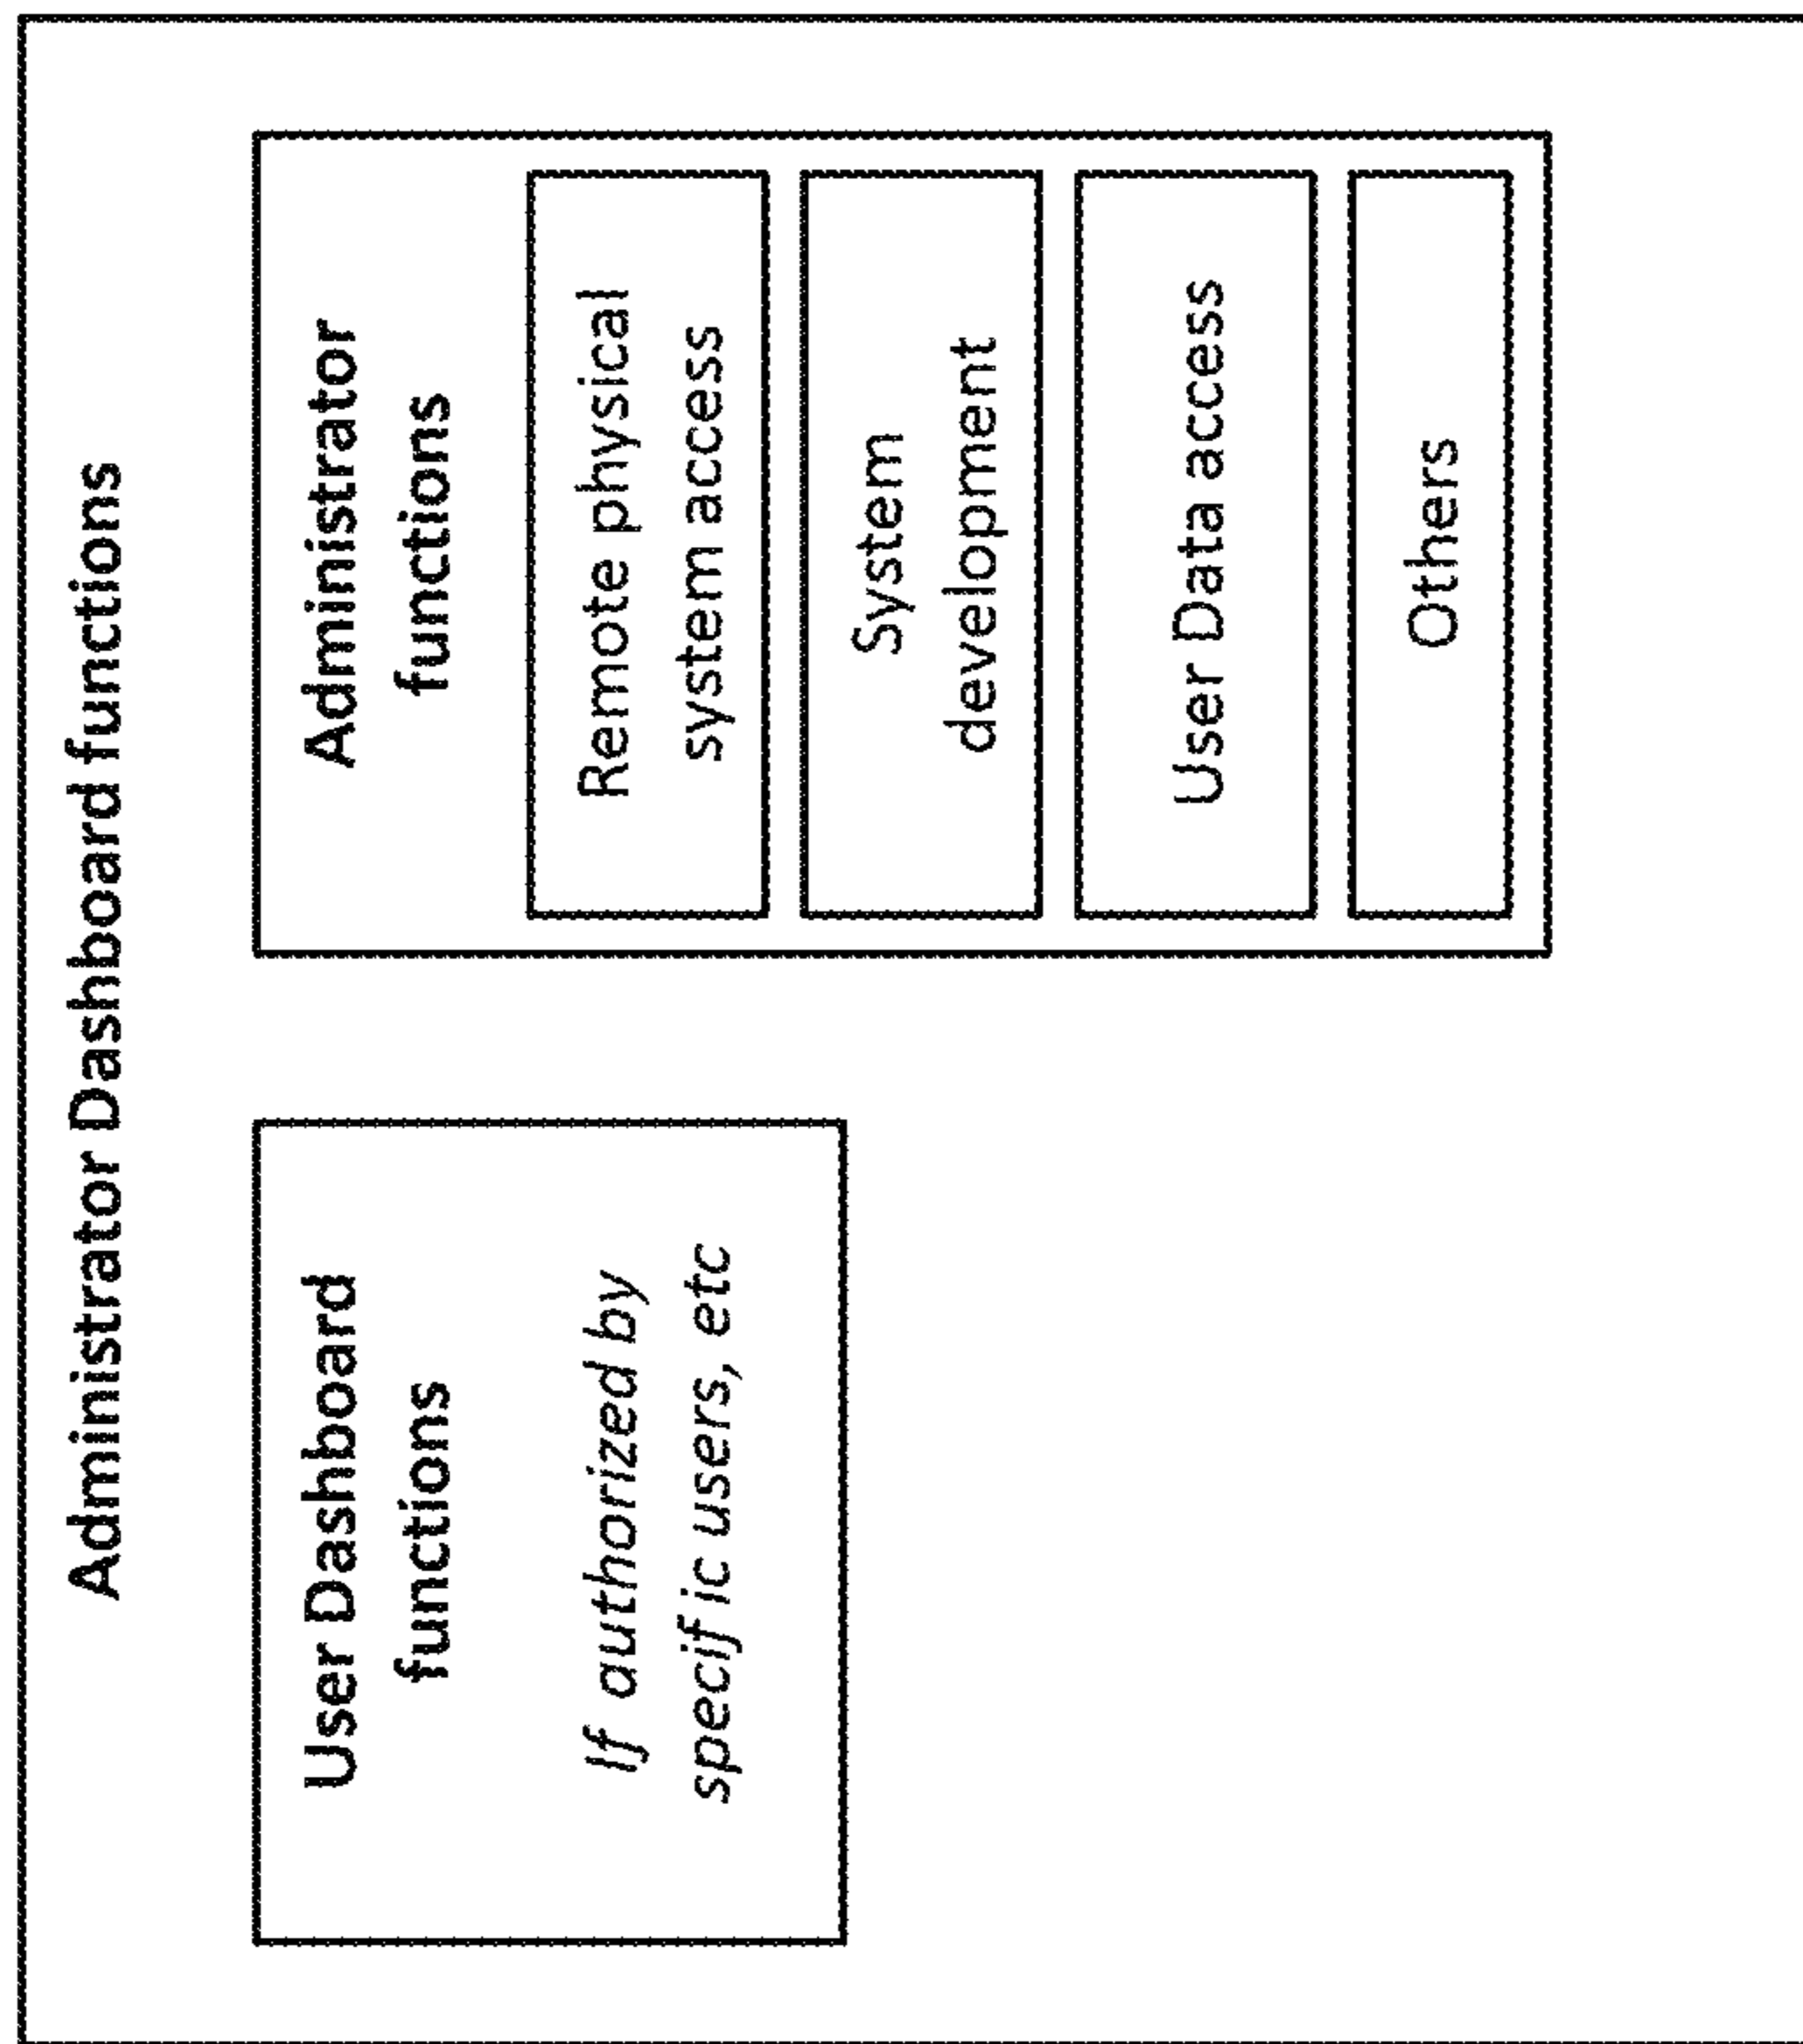 Administrator Dashboard functions
User Dashboard
functions
If authorized by
specific users, etc
Administrator
functions
Remote physical
system access
System
development
User Data access
Others